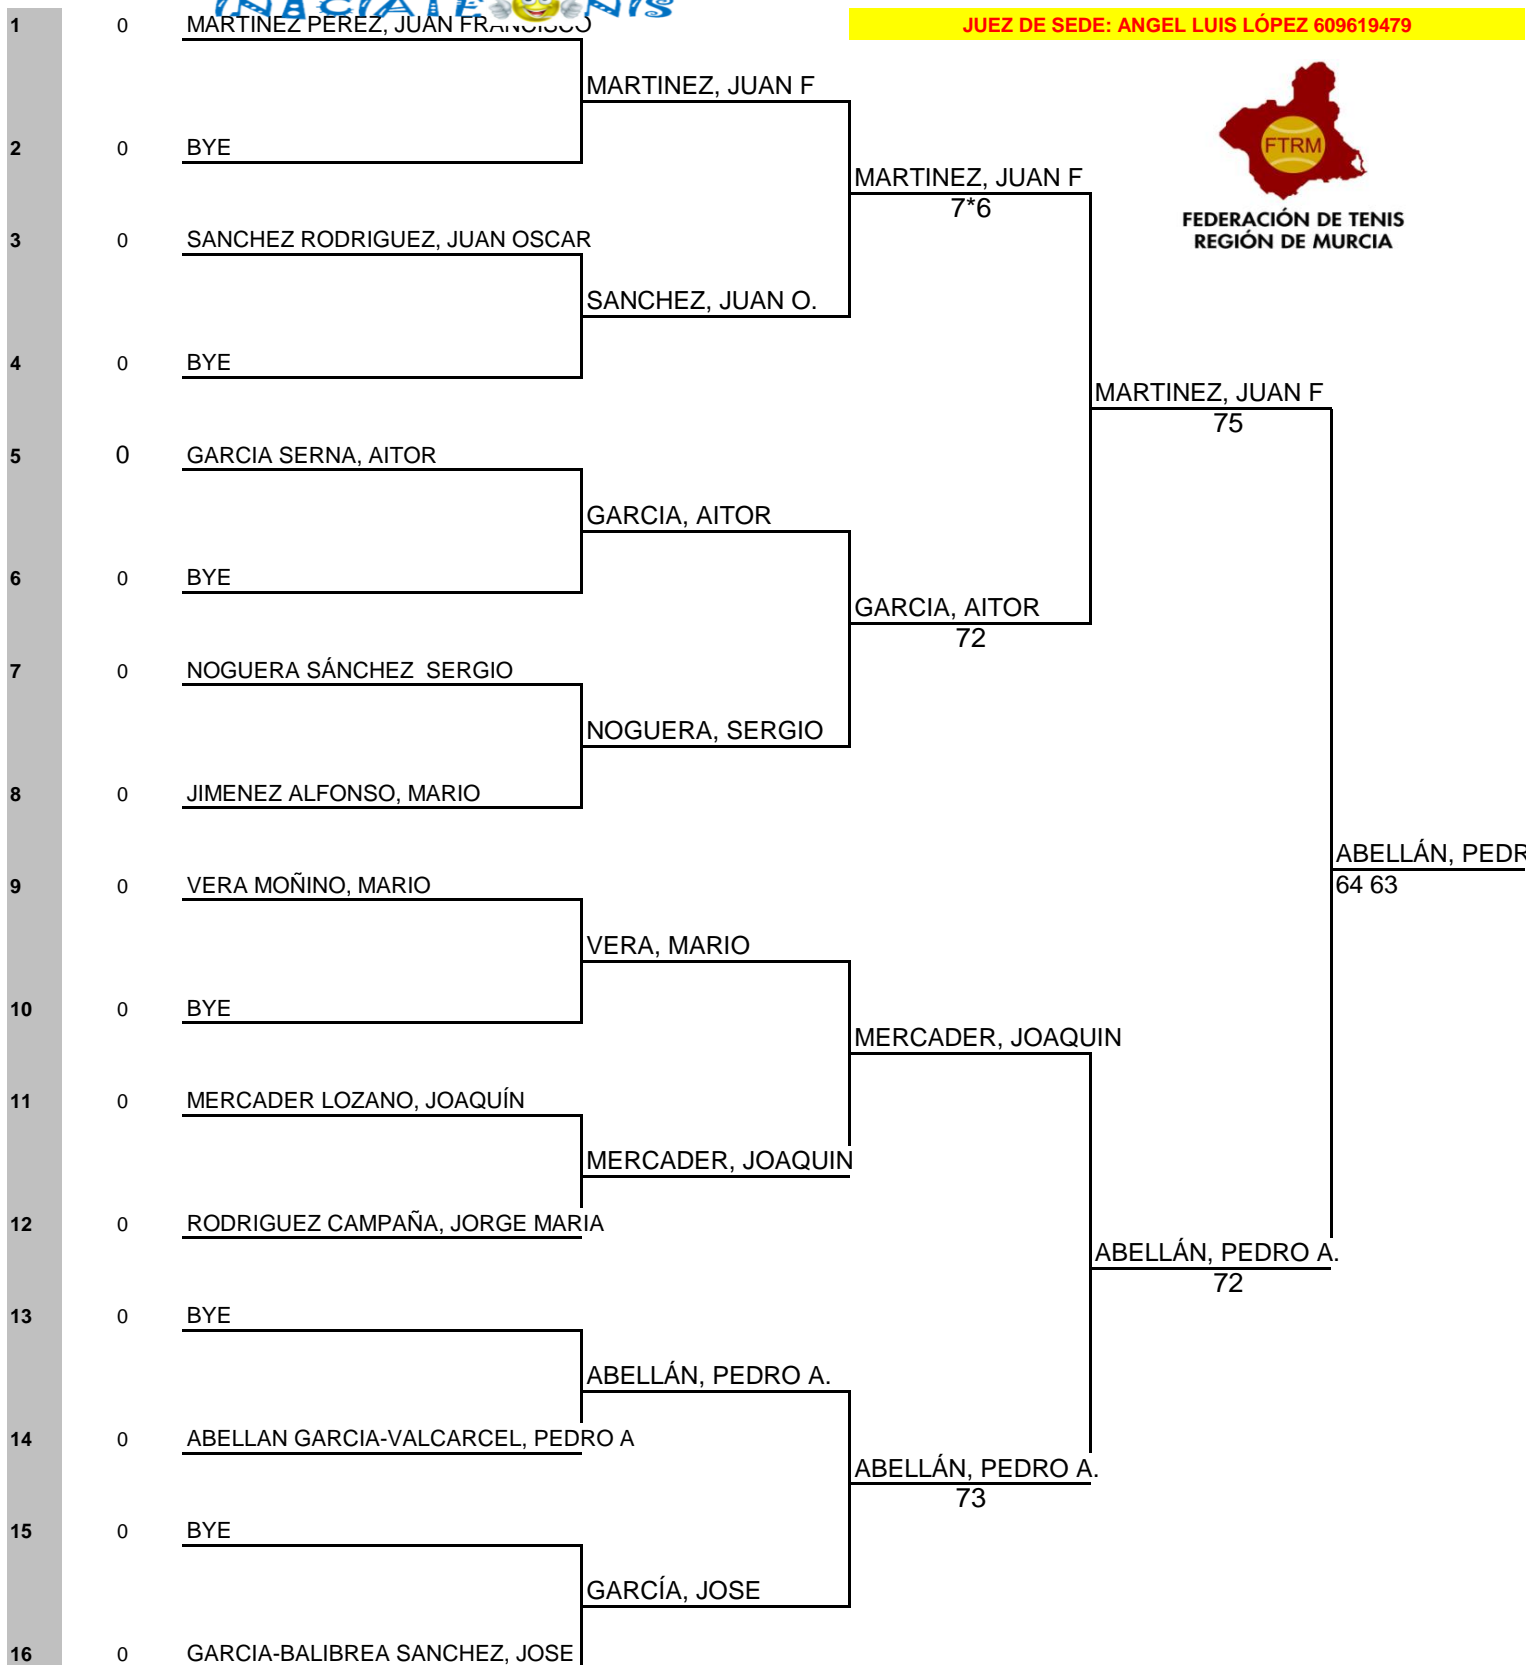 INICIATE TENIS
1 0 MARTINEZ PEREZ, JUAN FRANCISCO
JUEZ DE SEDE: ANGEL LUIS LÓPEZ 609619479
MARTINEZ, JUAN F
FTRM
2 0 BYE
MARTINEZ, JUAN F
7*6
FEDERACIÓN DE TENIS
REGIÓN DE MURCIA
3 0 SANCHEZ RODRIGUEZ, JUAN OSCAR
SANCHEZ, JUAN O.
4 0 BYE
MARTINEZ, JUAN F
75
5 0 GARCIA SERNA, AITOR
GARCIA, AITOR
6 0 BYE
GARCIA, AITOR
72
7 0 NOGUERA SÁNCHEZ  SERGIO
NOGUERA, SERGIO
8 0 JIMENEZ ALFONSO, MARIO
ABELLÁN, PEDR
64 63
9 0 VERA MOÑINO, MARIO
VERA, MARIO
10 0 BYE
MERCADER, JOAQUIN
11 0 MERCADER LOZANO, JOAQUÍN
MERCADER, JOAQUIN
12 0 RODRIGUEZ CAMPAÑA, JORGE MARIA
ABELLÁN, PEDRO A.
72
13 0 BYE
ABELLÁN, PEDRO A.
14 0 ABELLAN GARCIA-VALCARCEL, PEDRO A
ABELLÁN, PEDRO A.
73
15 0 BYE
GARCÍA, JOSE
16 0 GARCIA-BALIBREA SANCHEZ, JOSE